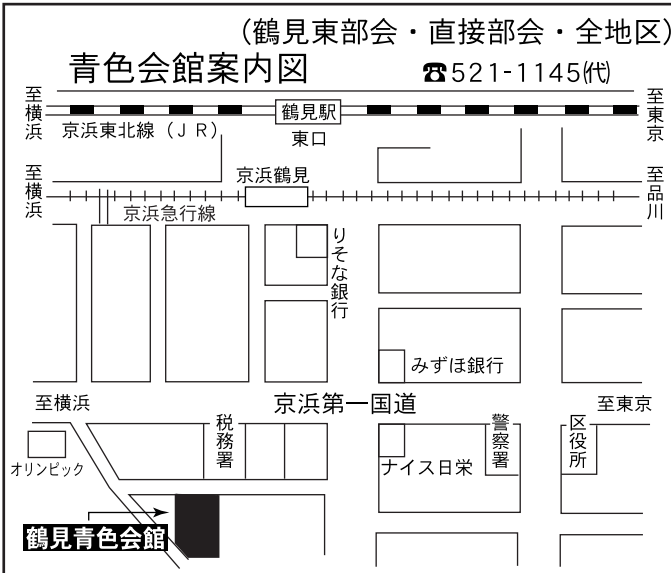 (鶴見東部会・直接部会・全地区)
青色会館案内図
☎521-1145㈹
至横浜
鶴見駅
至東京
京浜東北線(JR)
東口
至横浜
京浜鶴見
至品川
京浜急行線
りそな銀行
みずほ銀行
至横浜
京浜第一国道
至東京
税務署
警察署
区役所
オリンピック
ナイス日栄
鶴見青色会館